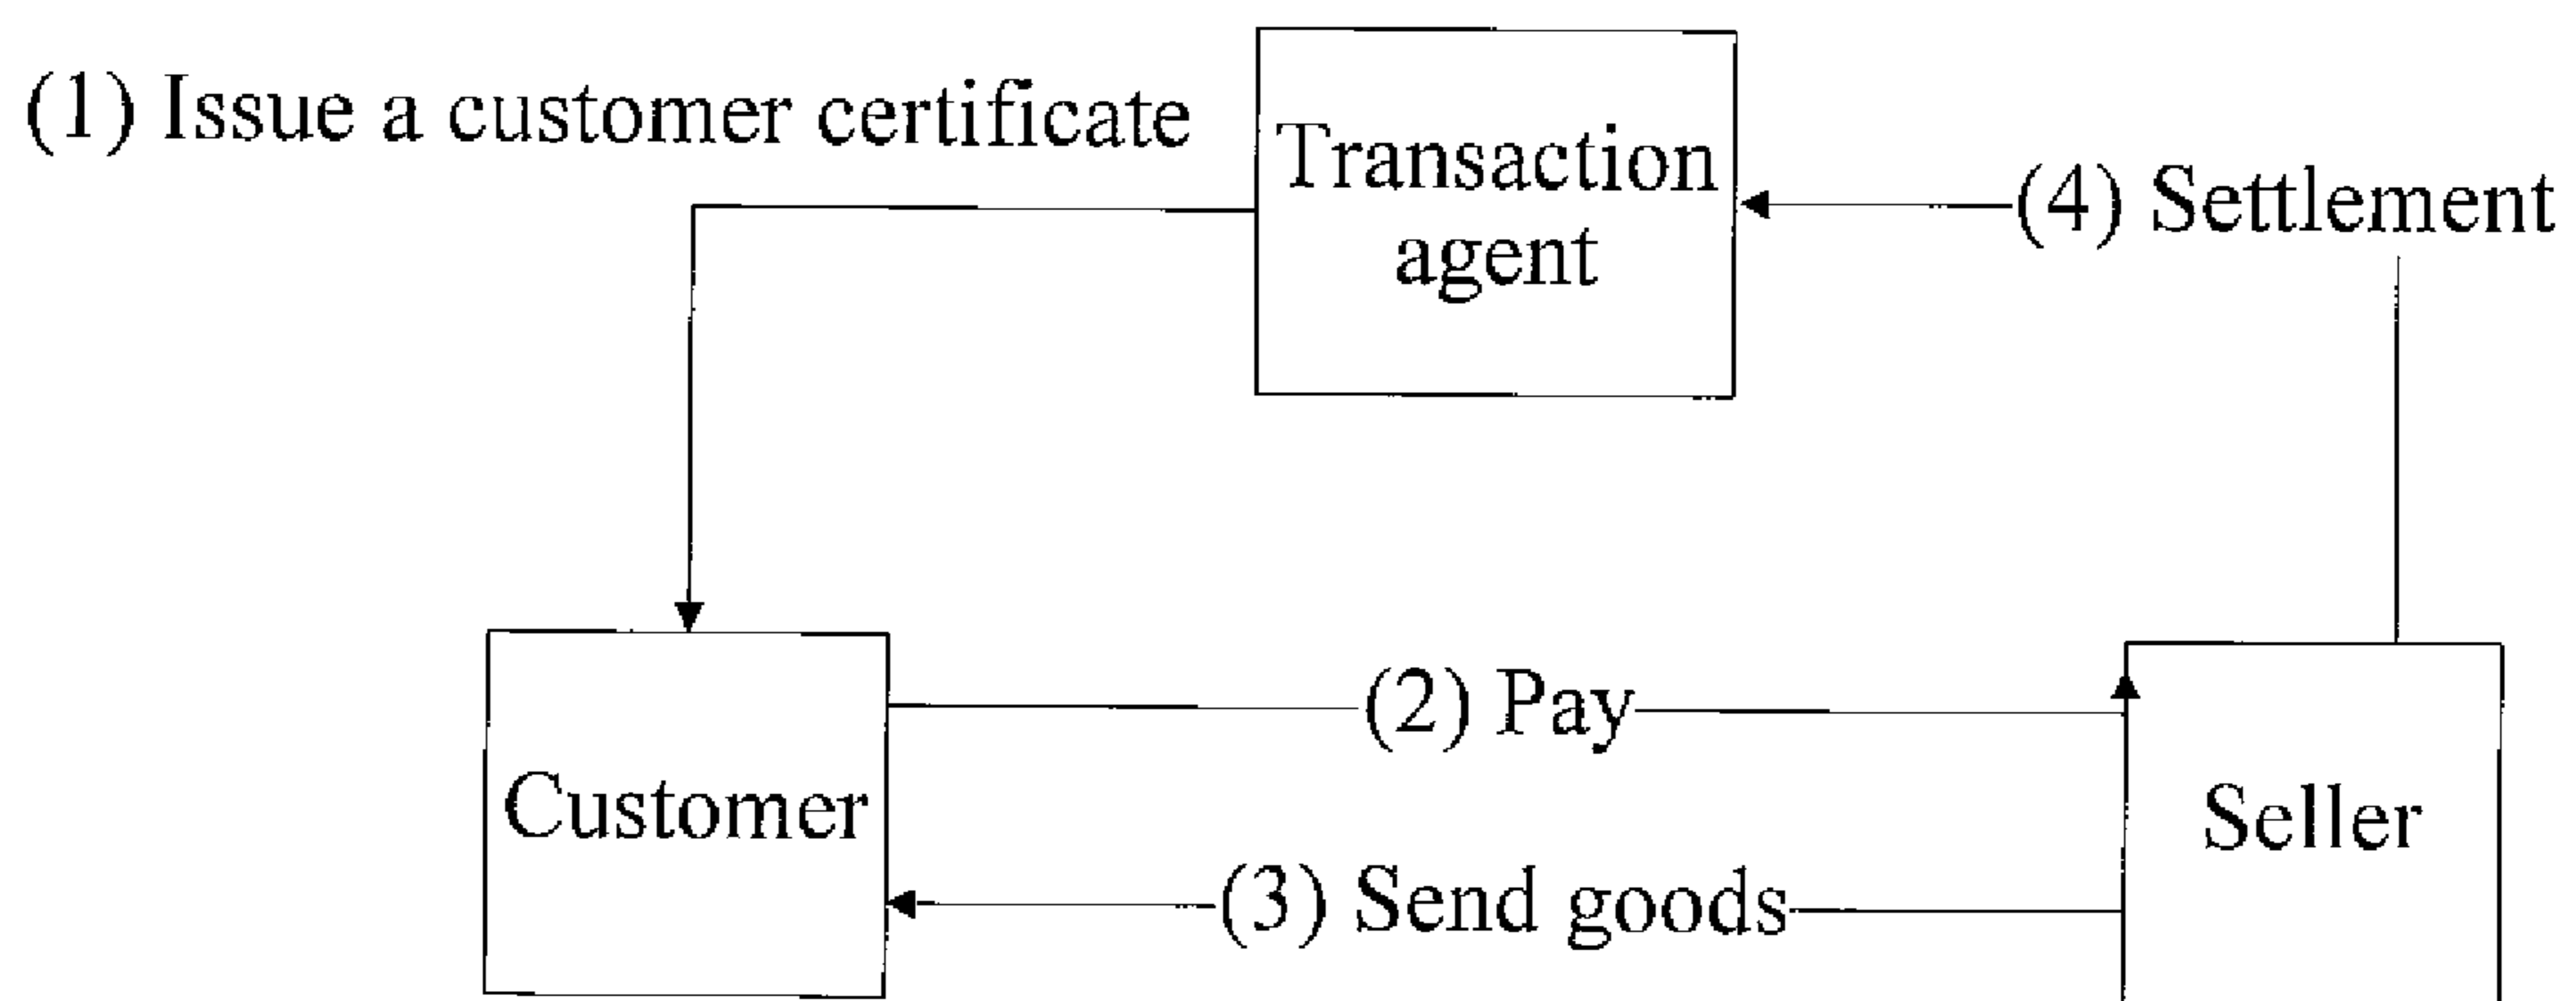 (1) Issue a customer certificate
Transaction
agent
(4) Settlement
(2) Pay
Customer
Seller
(3) Send goods